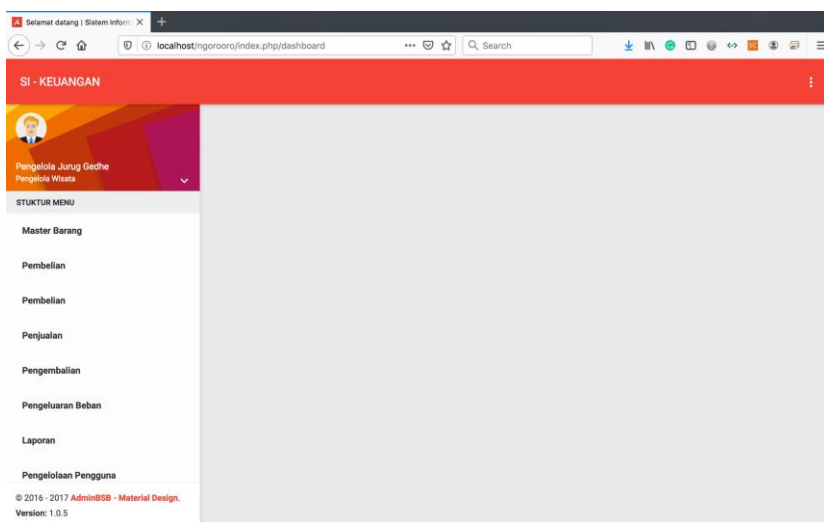 Selamat datang | Sistem Inform
localhost/ngorooro/index.php/dashboard
Search
SI - KEUANGAN
Pengelola Jurug Gedhe
Pengelola Wisata
STUKTUR MENU
Master Barang
Pembelian
Pembelian
Penjualan
Pengembalian
Pengeluaran Beban
Laporan
Pengelolaan Pengguna
© 2016 - 2017 AdminBSB - Material Design.
Version: 1.0.5